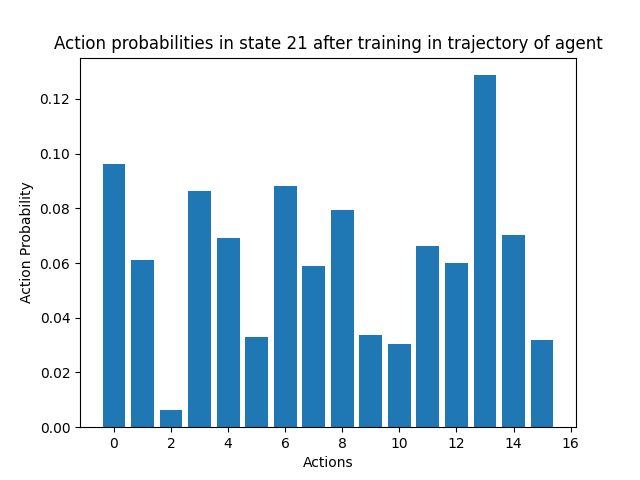 Action probabilities in state 21 after training in trajectory of agent
0.12
0.10
0.08
0.06
0.04
0.02
0.00
Action Probability
0 2 4 6 8 10 12 14 16
Actions